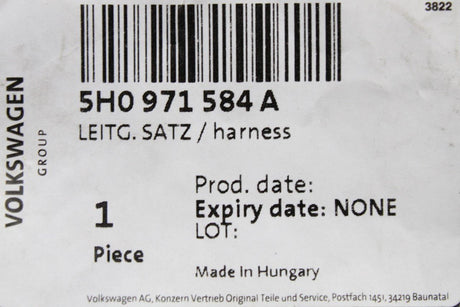 3822
5H0 971 584 A
LEITG. SATZ / harness
VOLKSWAGEN
GROUP
1
Piece
Prod. date:
Expiry date: NONE
LOT:
Made In Hungary
Volkswagen AG, Konzern Vertrieb Original Teile und Service, Postfach 1451, 34219 Baunatal